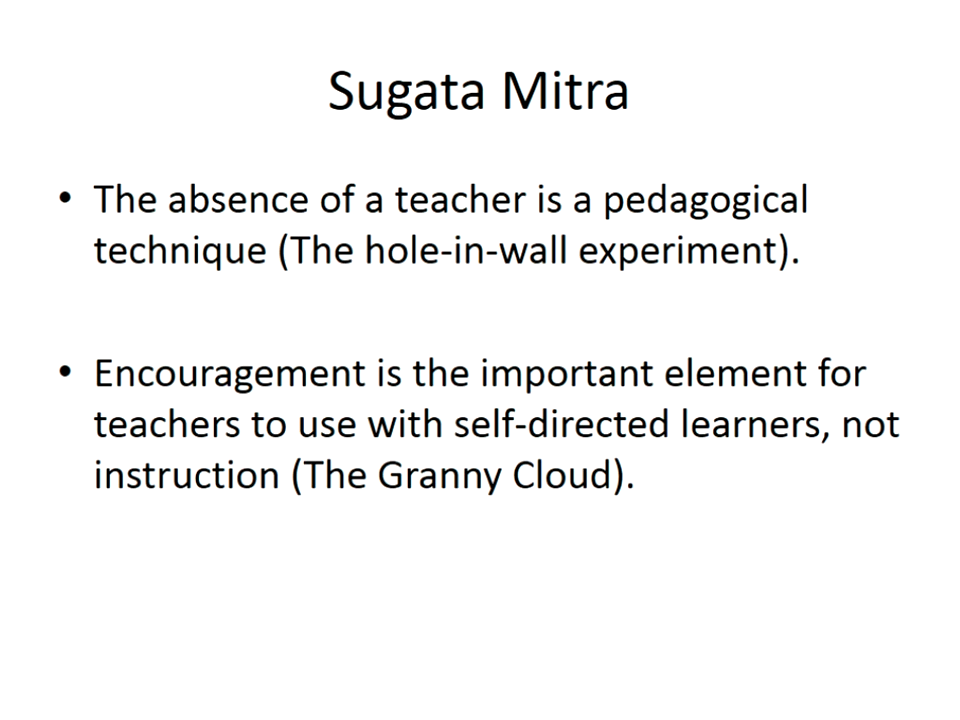 Sugata Mitra
• The absence of a teacher is a pedagogical
technique (The hole-in-wall experiment).
• Encouragement is the important element for
teachers to use with self-directed learners, not
instruction (The Granny Cloud).